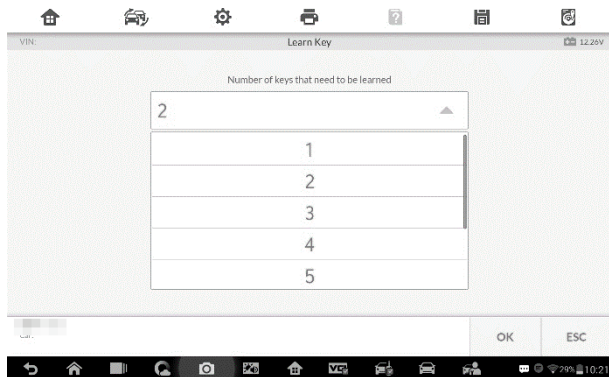 VIN:
Learn Key
12.26V
Number of keys that need to be learned
2
1
2
3
4
5
OK
ESC
29% 10:21